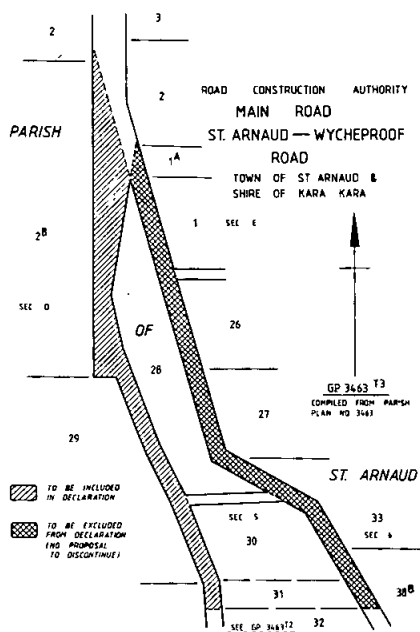 2
3
2
ROAD CONSTRUCTION AUTHORITY
MAIN ROAD
ST. ARNAUD — WYCHEPROOF
ROAD
TOWN OF ST ARNAUD &
SHIRE OF KARA KARA
PARISH
1A
2B
1 SEC E
SEC D
OF
26
28
GP 3463 T3
COMPILED FROM PARISH
PLAN NO 3463
27
29
ST. ARNAUD
TO BE INCLUDED
IN DECLARATION
TO BE EXCLUDED
FROM DECLARATION
(NO PROPOSAL
TO DISCONTINUE)
SEC 5
30
33
SEC 6
31
38B
32
SEE GP 3463T2